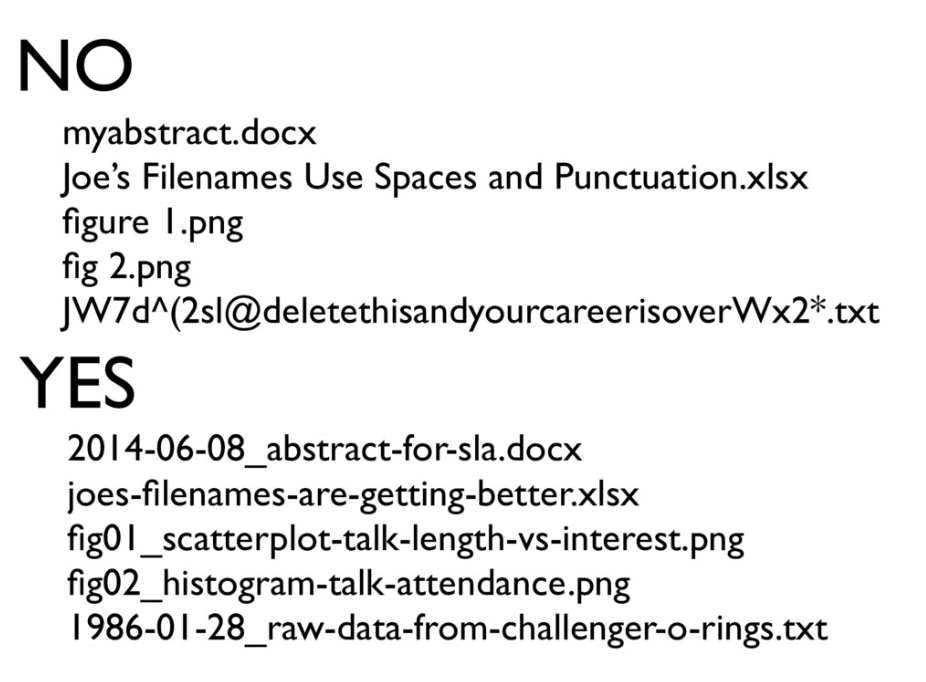 NO
myabstract.docx
Joe’s Filenames Use Spaces and Punctuation.xlsx
figure 1.png
fig 2.png
JW7d^(2sl@deletethisandyourcareerisoverWx2*.txt
YES
2014-06-08_abstract-for-sla.docx
joes-filenames-are-getting-better.xlsx
fig01_scatterplot-talk-length-vs-interest.png
fig02_histogram-talk-attendance.png
1986-01-28_raw-data-from-challenger-o-rings.txt